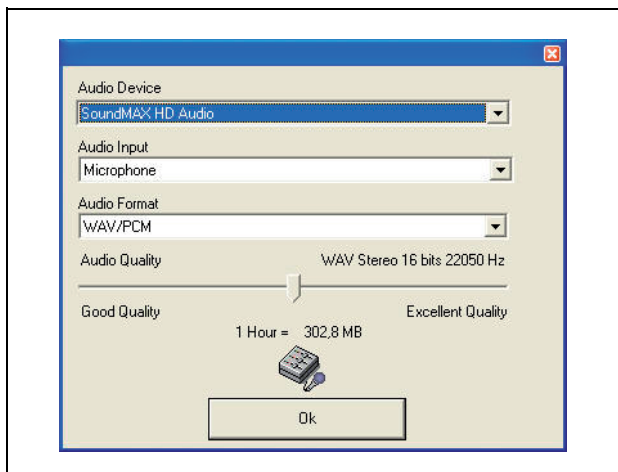 Audio Device
SoundMAX HD Audio
Audio Input
Microphone
Audio Format
WAV/PCM
Audio Quality WAV Stereo 16 bits 22050 Hz
Good Quality Excellent Quality
1 Hour = 302,8 MB
Ok